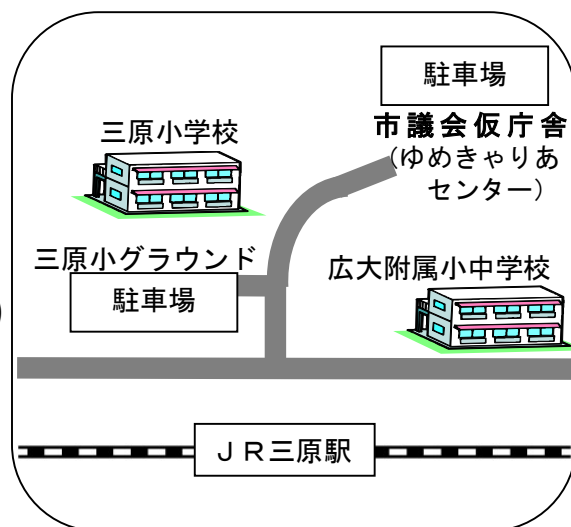 駐車場
市議会仮庁舎
(ゆめきゃりあ
センター)
三原小学校
三原小グラウンド
駐車場
広大附属小中学校
ＪＲ三原駅